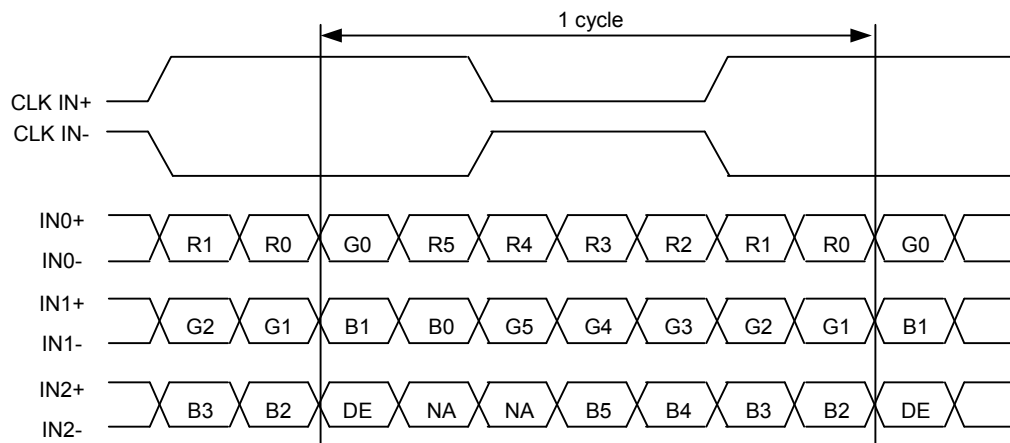 1 cycle
CLK IN+
CLK IN-
IN0+
R1 R0 G0 R5 R4 R3 R2 R1 R0 G0
IN0-
IN1+
G2 G1 B1 B0 G5 G4 G3 G2 G1 B1
IN1-
IN2+
B3 B2 DE NA NA B5 B4 B3 B2 DE
IN2-